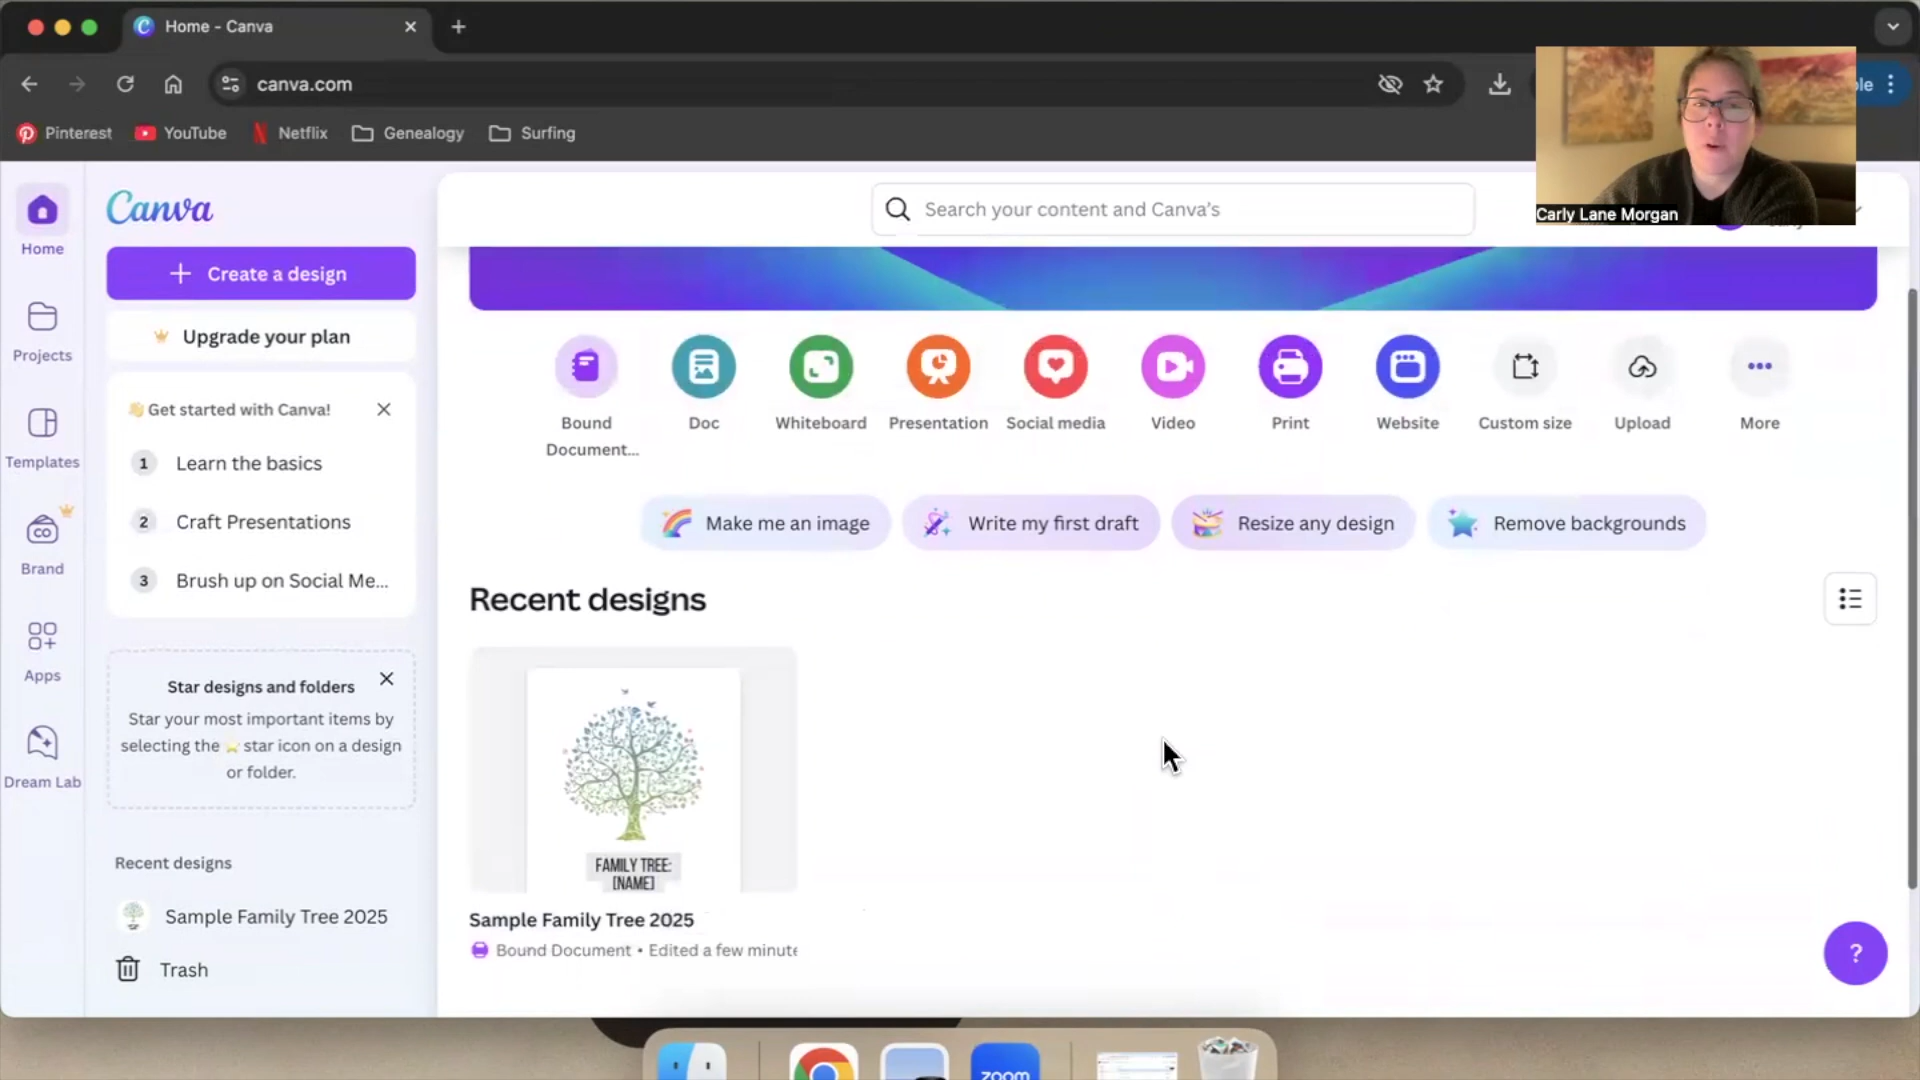 Home - Canva
canva.com
le
Pinterest
YouTube
Netflix
Genealogy
Surfing
Carly Lane Morgan
Home
Projects
Templates
Brand
Apps
Dream Lab
Canva
Create a design
Upgrade your plan
Get started with Canva!
1 Learn the basics
2 Craft Presentations
3 Brush up on Social Me...
Star designs and folders
Star your most important items by
selecting the star icon on a design
or folder.
Recent designs
Sample Family Tree 2025
Trash
Search your content and Canva's
Bound
Document...
Doc
Whiteboard
Presentation
Social media
Video
Print
Website
Custom size
Upload
More
Make me an image
Write my first draft
Resize any design
Remove backgrounds
Recent designs
FAMILY TREE:
[NAME]
Sample Family Tree 2025
Bound Document • Edited a few minute
?
zoom